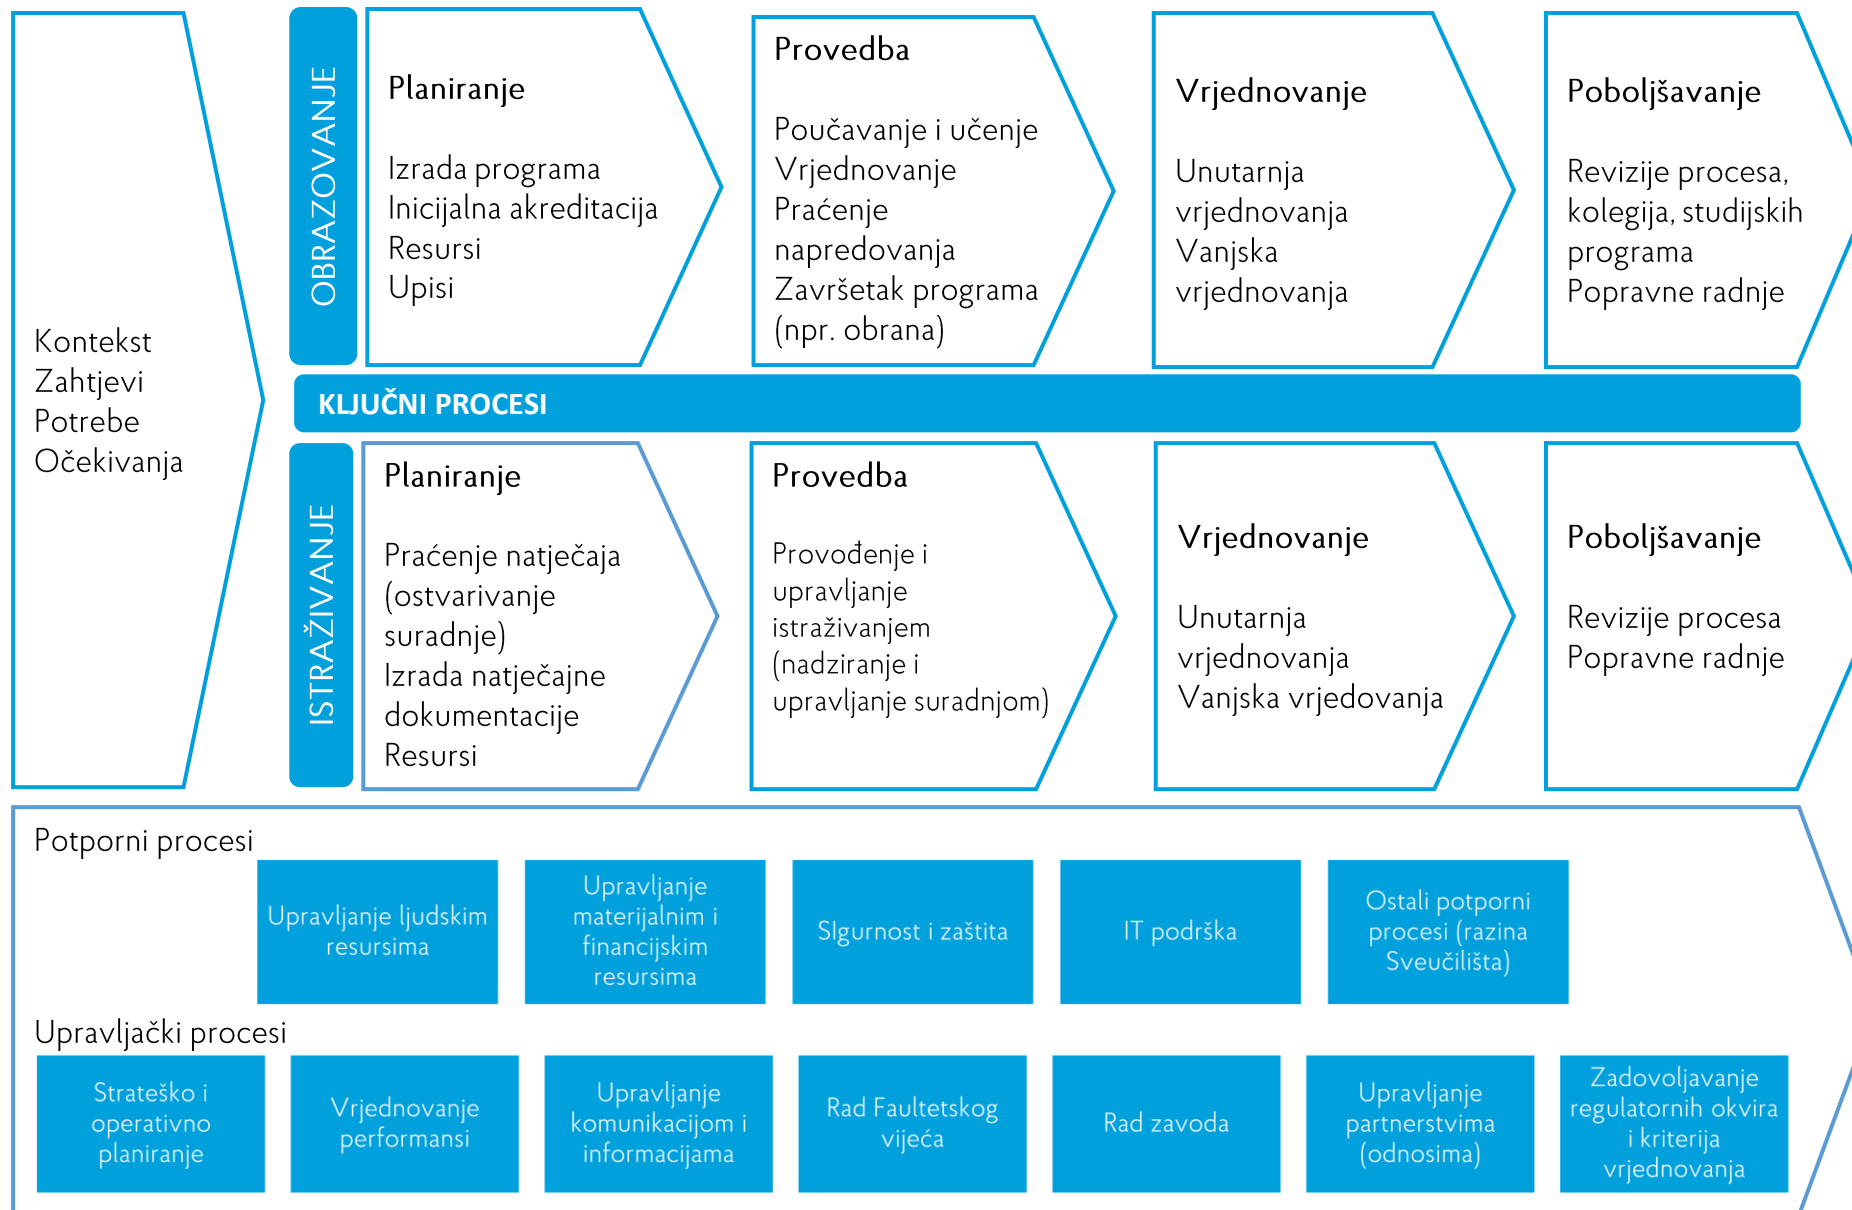 Kontekst
Zahtjevi
Potrebe
Očekivanja
OBRAZOVANJE
Planiranje
Izrada programa
Inicijalna akreditacija
Resursi
Upisi
Provedba
Poučavanje i učenje
Vrjednovanje
Praćenje
napredovanja
Završetak programa
(npr. obrana)
Vrjednovanje
Unutarnja
vrjednovanja
Vanjska
vrjednovanja
Poboljšavanje
Revizije procesa,
kolegija, studijskih
programa
Popravne radnje
KLJUČNI PROCESI
ISTRAŽIVANJE
Planiranje
Praćenje natječaja
(ostvarivanje
suradnje)
Izrada natječajne
dokumentacije
Resursi
Provedba
Provođenje i
upravljanje
istraživanjem
(nadziranje i
upravljanje suradnjom)
Vrjednovanje
Unutarnja
vrjednovanja
Vanjska vrjedovanja
Poboljšavanje
Revizije procesa
Popravne radnje
Potporni procesi
Upravljanje ljudskim
resursima
Upravljanje
materijalnim i
financijskim
resursima
SIgurnost i zaštita
IT podrška
Ostali potporni
procesi (razina
Sveučilišta)
Upravljački procesi
Strateško i
operativno
planiranje
Vrjednovanje
performansi
Upravljanje
komunikacijom i
informacijama
Rad Faultetskog
vijeća
Rad zavoda
Upravljanje
partnerstvima
(odnosima)
Zadovoljavanje
regulatornih okvira
i kriterija
vrjednovanja